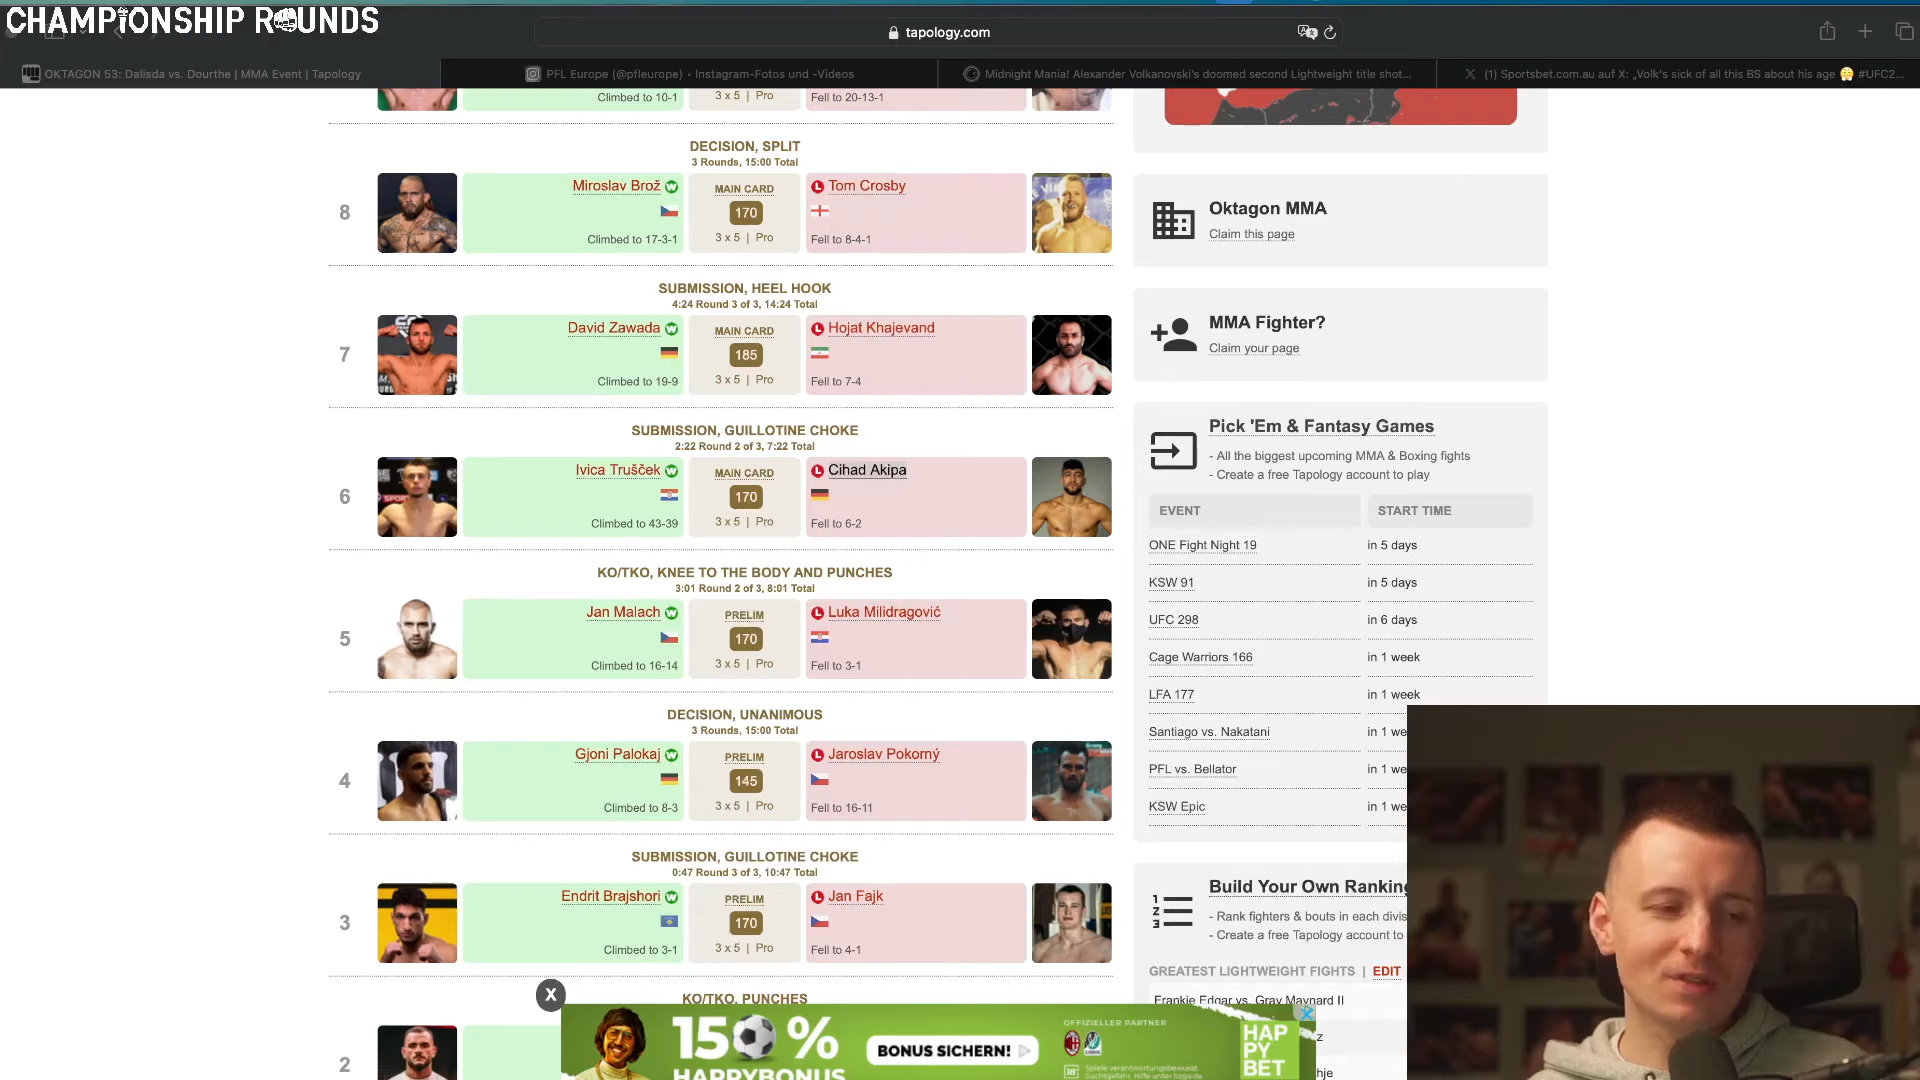 CHAMPIONSHIP ROUNDS
tapology.com
OKTAGON 53: Dalisda vs. Dourthe | MMA Event | Tapology
PFL Europe (@pfleurope) • Instagram-Fotos und -Videos
Midnight Mania! Alexander Volkanovski's doomed second Lightweight title shot...
(1) Sportsbet.com.au auf X: „Volk's sick of all this BS about his age 😤 #UFC2...
Climbed to 10-1
3 x 5 | Pro
Fell to 20-13-1
DECISION, SPLIT
3 Rounds, 15:00 Total
8
Miroslav Brož W
MAIN CARD
L Tom Crosby
170
Climbed to 17-3-1
3 x 5 | Pro
Fell to 8-4-1
SUBMISSION, HEEL HOOK
4:24 Round 3 of 3, 14:24 Total
7
David Zawada W
MAIN CARD
L Hojat Khajevand
185
Climbed to 19-9
3 x 5 | Pro
Fell to 7-4
SUBMISSION, GUILLOTINE CHOKE
2:22 Round 2 of 3, 7:22 Total
6
Ivica Trušček W
MAIN CARD
L Cihad Akipa
170
Climbed to 43-39
3 x 5 | Pro
Fell to 6-2
KO/TKO, KNEE TO THE BODY AND PUNCHES
3:01 Round 2 of 3, 8:01 Total
5
Jan Malach W
PRELIM
L Luka Milidragović
170
Climbed to 16-14
3 x 5 | Pro
Fell to 3-1
DECISION, UNANIMOUS
3 Rounds, 15:00 Total
4
Gjoni Palokaj W
PRELIM
L Jaroslav Pokorný
145
Climbed to 8-3
3 x 5 | Pro
Fell to 16-11
SUBMISSION, GUILLOTINE CHOKE
0:47 Round 3 of 3, 10:47 Total
3
Endrit Brajshori W
PRELIM
L Jan Fajk
170
Climbed to 3-1
3 x 5 | Pro
Fell to 4-1
KO/TKO, PUNCHES
2
Oktagon MMA
Claim this page
MMA Fighter?
Claim your page
Pick 'Em & Fantasy Games
- All the biggest upcoming MMA & Boxing fights
- Create a free Tapology account to play
EVENT START TIME
ONE Fight Night 19 in 5 days
KSW 91 in 5 days
UFC 298 in 6 days
Cage Warriors 166 in 1 week
LFA 177 in 1 week
Santiago vs. Nakatani in 1 we
PFL vs. Bellator in 1 we
KSW Epic in 1 we
Build Your Own Ranking
- Rank fighters & bouts in each divis
- Create a free Tapology account to
GREATEST LIGHTWEIGHT FIGHTS | EDIT
Frankie Edgar vs. Gray Maynard II
X
150 %
HAPPYBONUS
BONUS SICHERN!
OFFIZIELLER PARTNER
18+
HAP
PY
BET